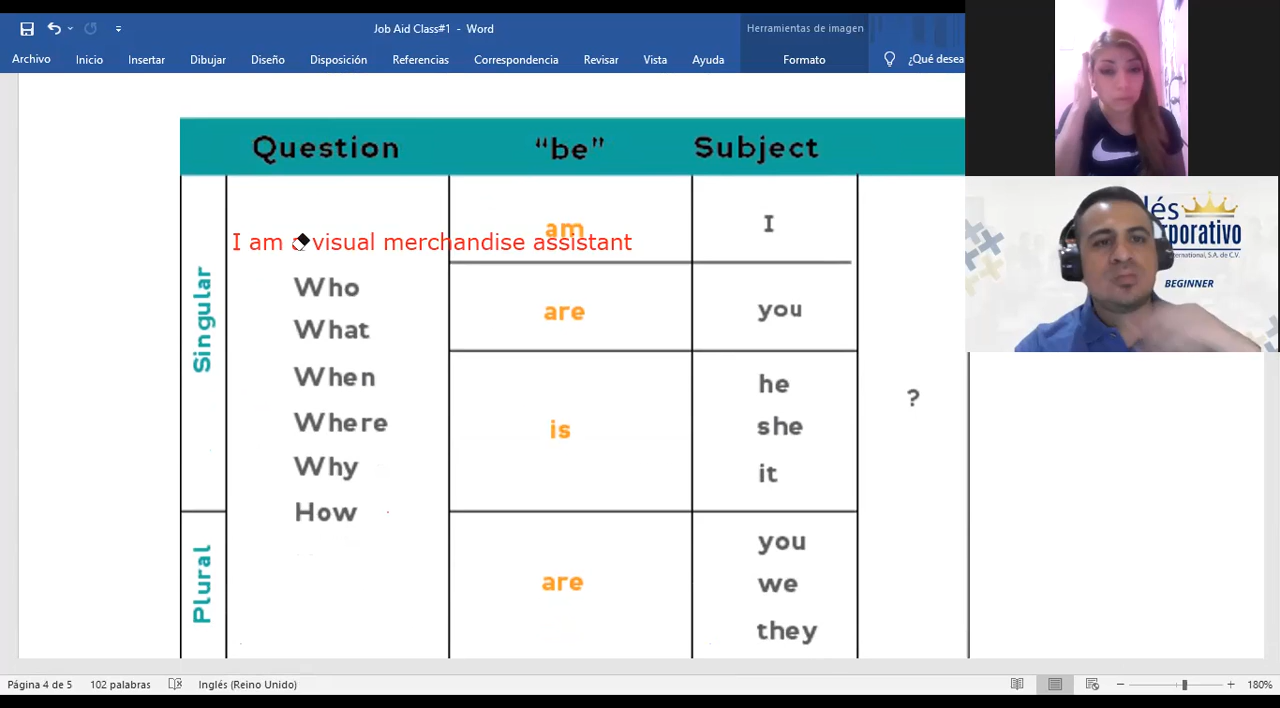 Job Aid Class#1 - Word
Herramientas de imagen
Archivo Inicio Insertar Dibujar Diseño Disposición Referencias Correspondencia Revisar Vista Ayuda Formato ¿Qué desea
Question "be" Subject
Singular
I am a visual merchandise assistant
am I
Who
are you
What
When
he
Where
is she
Why
it
How
?
Plural
you
are we
they
porativo
ternational, S.A. de C.V.
BEGINNER
Página 4 de 5 102 palabras Inglés (Reino Unido) 180%